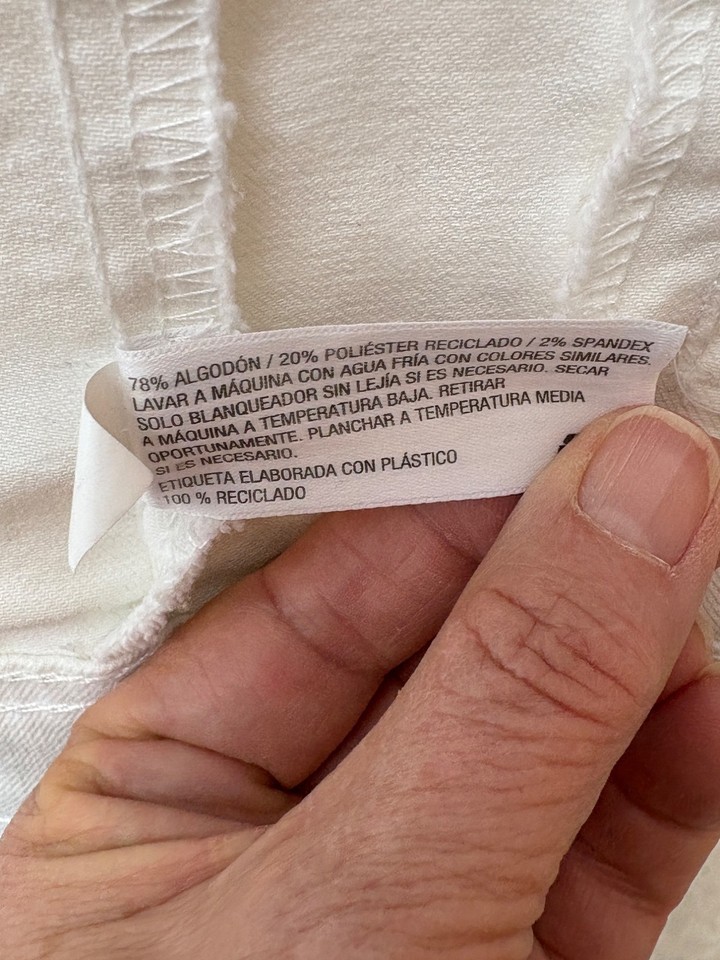 78% ALGODÓN / 20% POLIÉSTER RECICLADO / 2% SPANDEX
LAVAR A MÁQUINA CON AGUA FRÍA CON COLORES SIMILARES.
SOLO BLANQUEADOR SIN LEJÍA SI ES NECESARIO. SECAR
A MÁQUINA A TEMPERATURA BAJA. RETIRAR
OPORTUNAMENTE. PLANCHAR A TEMPERATURA MEDIA
SI ES NECESARIO.
ETIQUETA ELABORADA CON PLÁSTICO
100 % RECICLADO